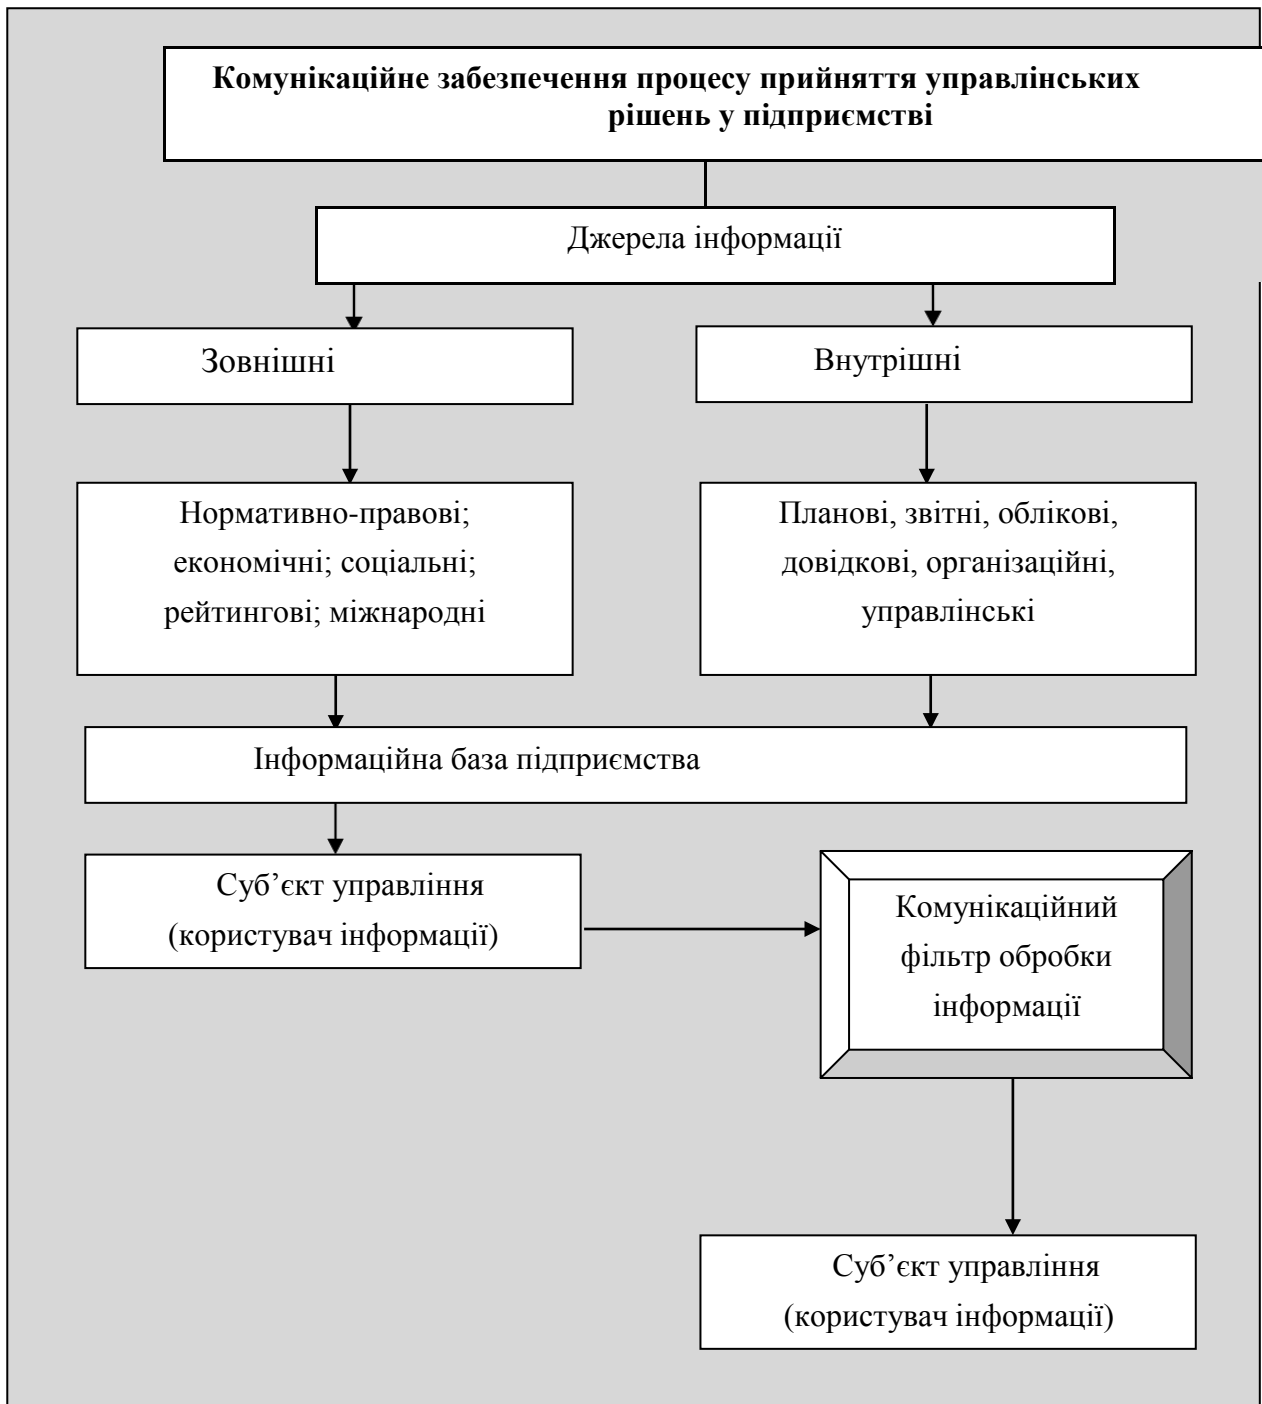 Комунікаційне забезпечення процесу прийняття управлінських
рішень у підприємстві
Джерела інформації
Зовнішні
Внутрішні
Нормативно-правові;
економічні; соціальні;
рейтингові; міжнародні
Планові, звітні, облікові,
довідкові, організаційні,
управлінські
Інформаційна база підприємства
Суб’єкт управління
(користувач інформації)
Комунікаційний
фільтр обробки
інформації
Суб’єкт управління
(користувач інформації)